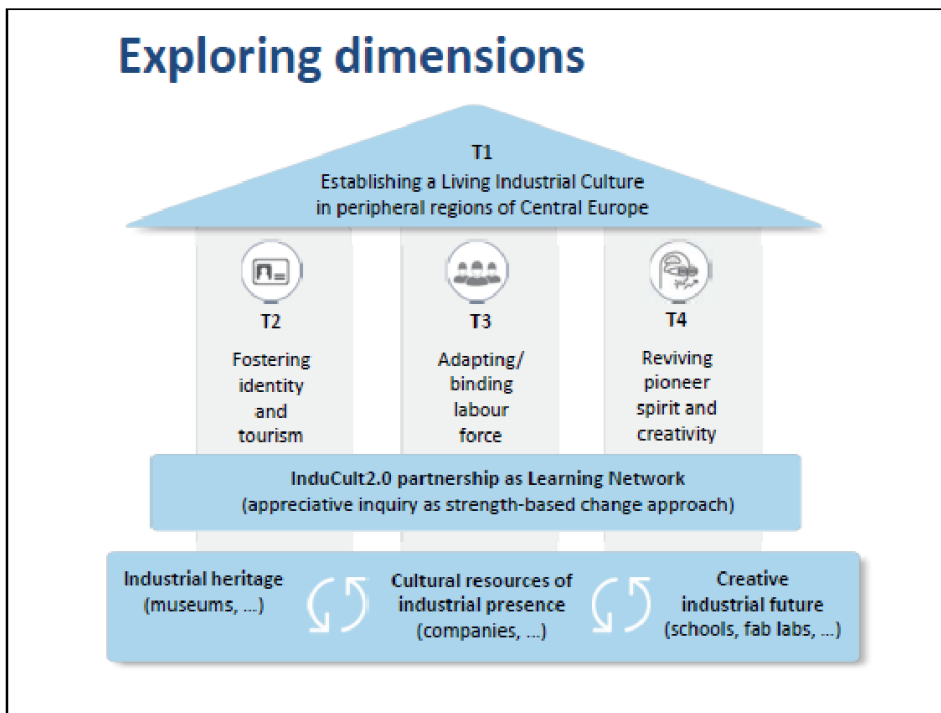 Exploring dimensions
T1
Establishing a Living Industrial Culture
in peripheral regions of Central Europe
T2
Fostering
identity
and
tourism
T3
Adapting/
binding
labour
force
T4
Reviving
pioneer
spirit and
creativity
InduCult2.0 partnership as Learning Network
(appreciative inquiry as strength-based change approach)
Industrial heritage
(museums, ...)
Cultural resources of
industrial presence
(companies, ...)
Creative
industrial future
(schools, fab labs, ...)